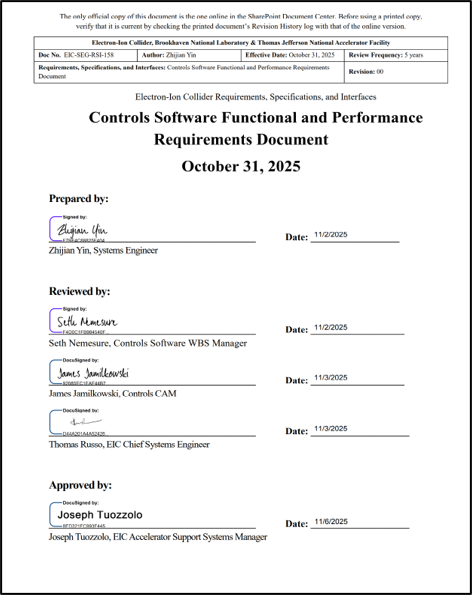 The only official copy of this document is the one online in the SharePoint Document Center. Before using a printed copy,
verify that it is current by checking the printed document's Revision History log with that of the online version.
Electron-Ion Collider, Brookhaven National Laboratory & Thomas Jefferson National Accelerator Facility
Doc No. EIC-SEG-RSI-158 Author: Zhijian Yin Effective Date: October 31, 2025 Review Frequency: 5 years
Requirements, Specifications, and Interfaces: Controls Software Functional and Performance Requirements
Document
Revision: 00
Electron-Ion Collider Requirements, Specifications, and Interfaces
Controls Software Functional and Performance
Requirements Document
October 31, 2025
Prepared by:
Signed by:
Zhijian Yin
Date: 11/2/2025
Zhijian Yin, Systems Engineer
Reviewed by:
Signed by:
Seth Nemesure
Date: 11/2/2025
Seth Nemesure, Controls Software WBS Manager
DocuSigned by:
James Jamilkowski
Date: 11/3/2025
James Jamilkowski, Controls CAM
DocuSigned by:
Date: 11/3/2025
Thomas Russo, EIC Chief Systems Engineer
Approved by:
DocuSigned by:
Joseph Tuozzolo
Date: 11/6/2025
Joseph Tuozzolo, EIC Accelerator Support Systems Manager